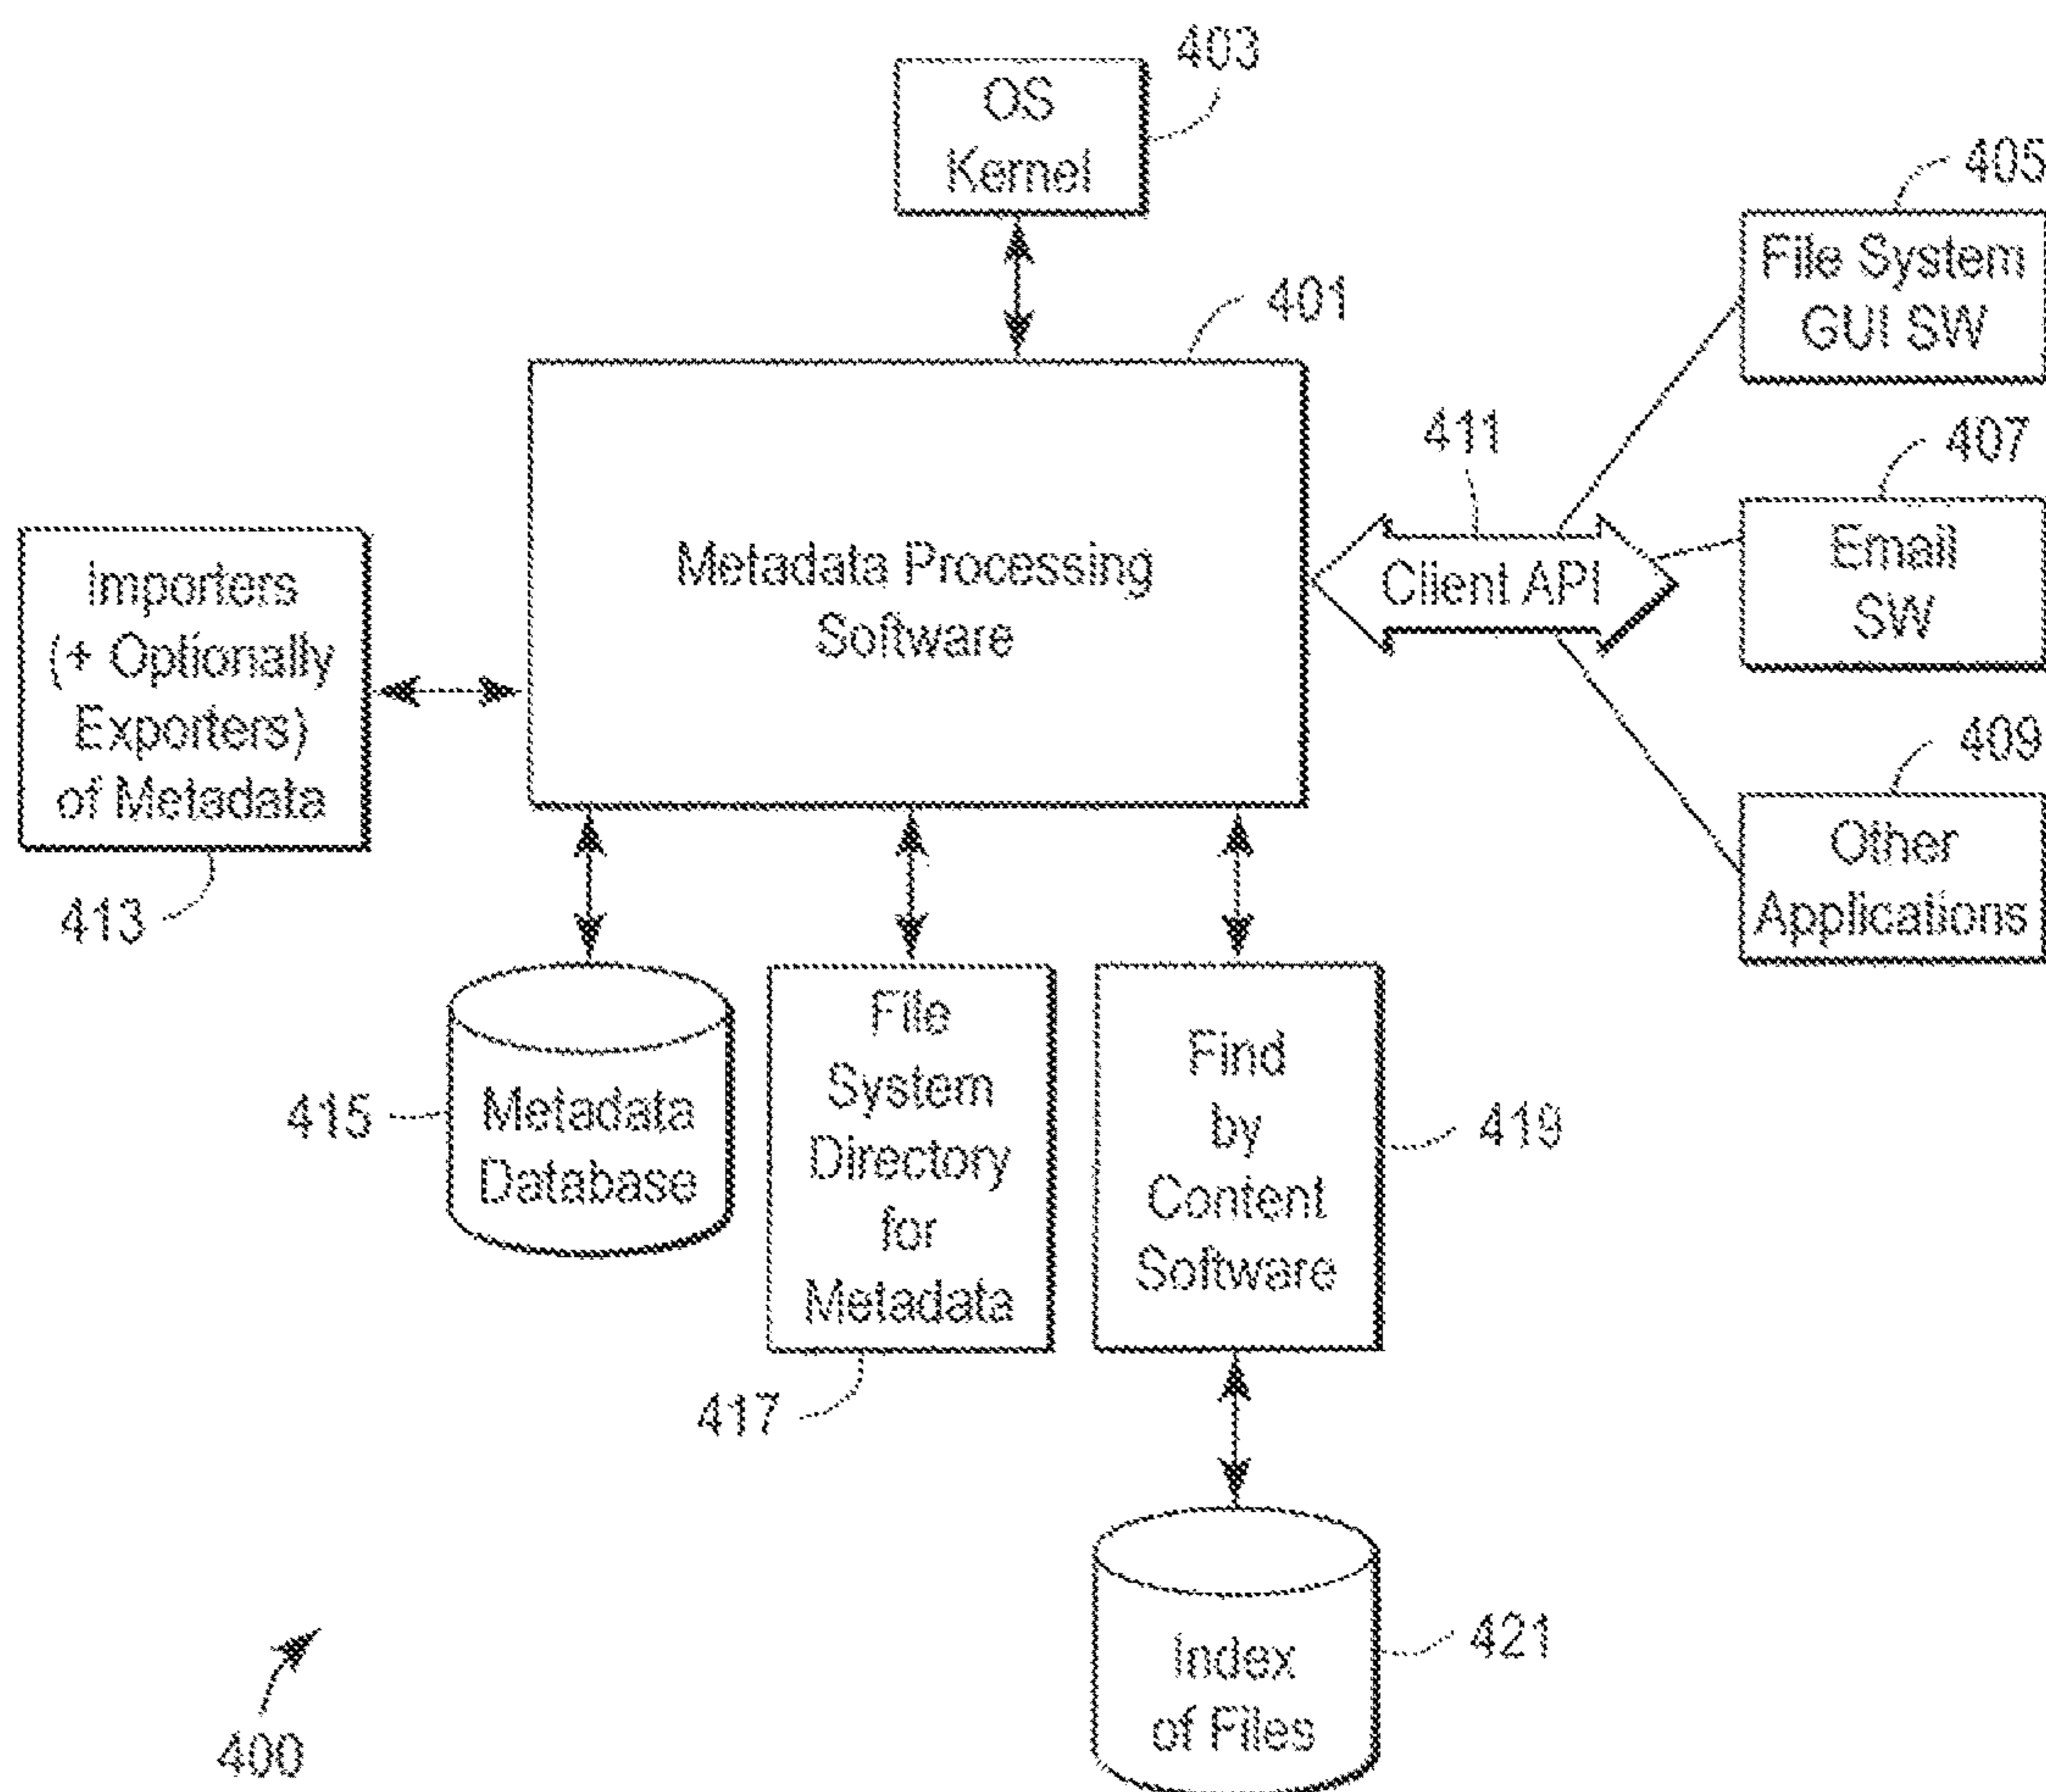 403
OS
Kernel
405
File System
GUI SW
401
411
407
Client API
Email
SW
Metadata Processing
Software
Importers
(+ Optionally
Exporters)
of Metadata
413
409
Other
Applications
415
Metadata
Database
File
System
Directory
for
Metadata
417
Find
by
Content
Software
419
Index
of Files
421
400